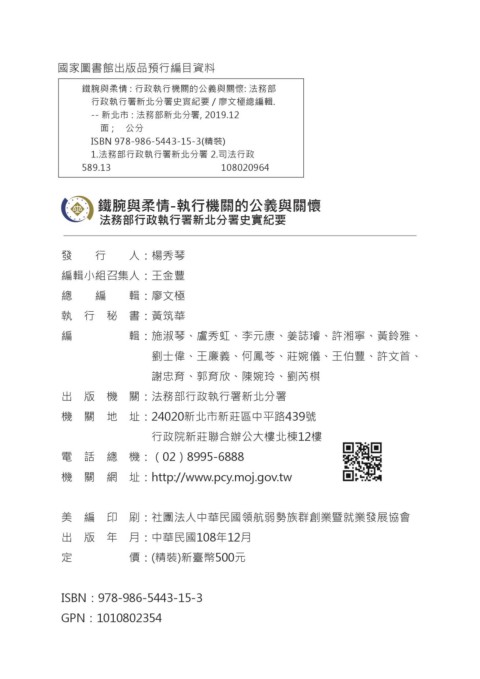 國家圖書館出版品預行編目資料
鐵腕與柔情 : 行政執行機關的公義與關懷: 法務部
行政執行署新北分署史實紀要 / 廖文極總編輯.
-- 新北市 : 法務部新北分署, 2019.12
面 ; 公分
ISBN 978-986-5443-15-3(精裝)
1.法務部行政執行署新北分署 2.司法行政
589.13 108020964
鐵腕與柔情-執行機關的公義與關懷
法務部行政執行署新北分署史實紀要
發行人：楊秀琴
編輯小組召集人：王金豐
總編輯：廖文極
執行秘書：黃筑華
編輯：施淑琴、盧秀虹、李元康、姜誌璿、許湘寧、黃鈴雅、
劉士偉、王廉義、何鳳苓、莊婉儀、王伯豐、許文首、
謝忠育、郭育欣、陳婉玲、劉芮棋
出版機關：法務部行政執行署新北分署
機關地址：24020新北市新莊區中平路439號
行政院新莊聯合辦公大樓北棟12樓
電話總機：（02）8995-6888
機關網址：http://www.pcy.moj.gov.tw
美編印刷：社團法人中華民國領航弱勢族群創業暨就業發展協會
出版年月：中華民國108年12月
定價：(精裝)新臺幣500元
ISBN：978-986-5443-15-3
GPN：1010802354